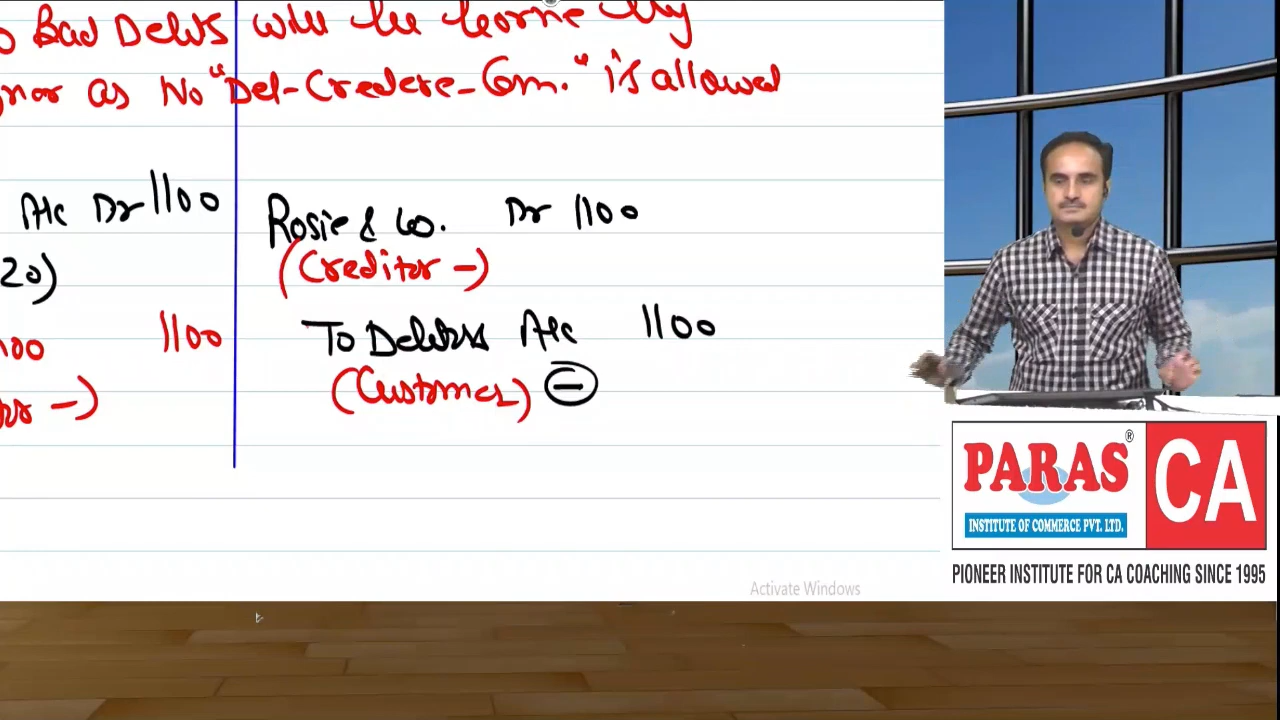 Bad Debts will be borne by
as No "Del-Credere-Com." is allowed
A/c Dr 1100
20)
1100
-)
Rosie & Co. Dr 1100
(Creditor -)
To Debtors A/c 1100
(Customer) -
PARAS ®
INSTITUTE OF COMMERCE PVT. LTD.
CA
PIONEER INSTITUTE FOR CA COACHING SINCE 1995
Activate Windows